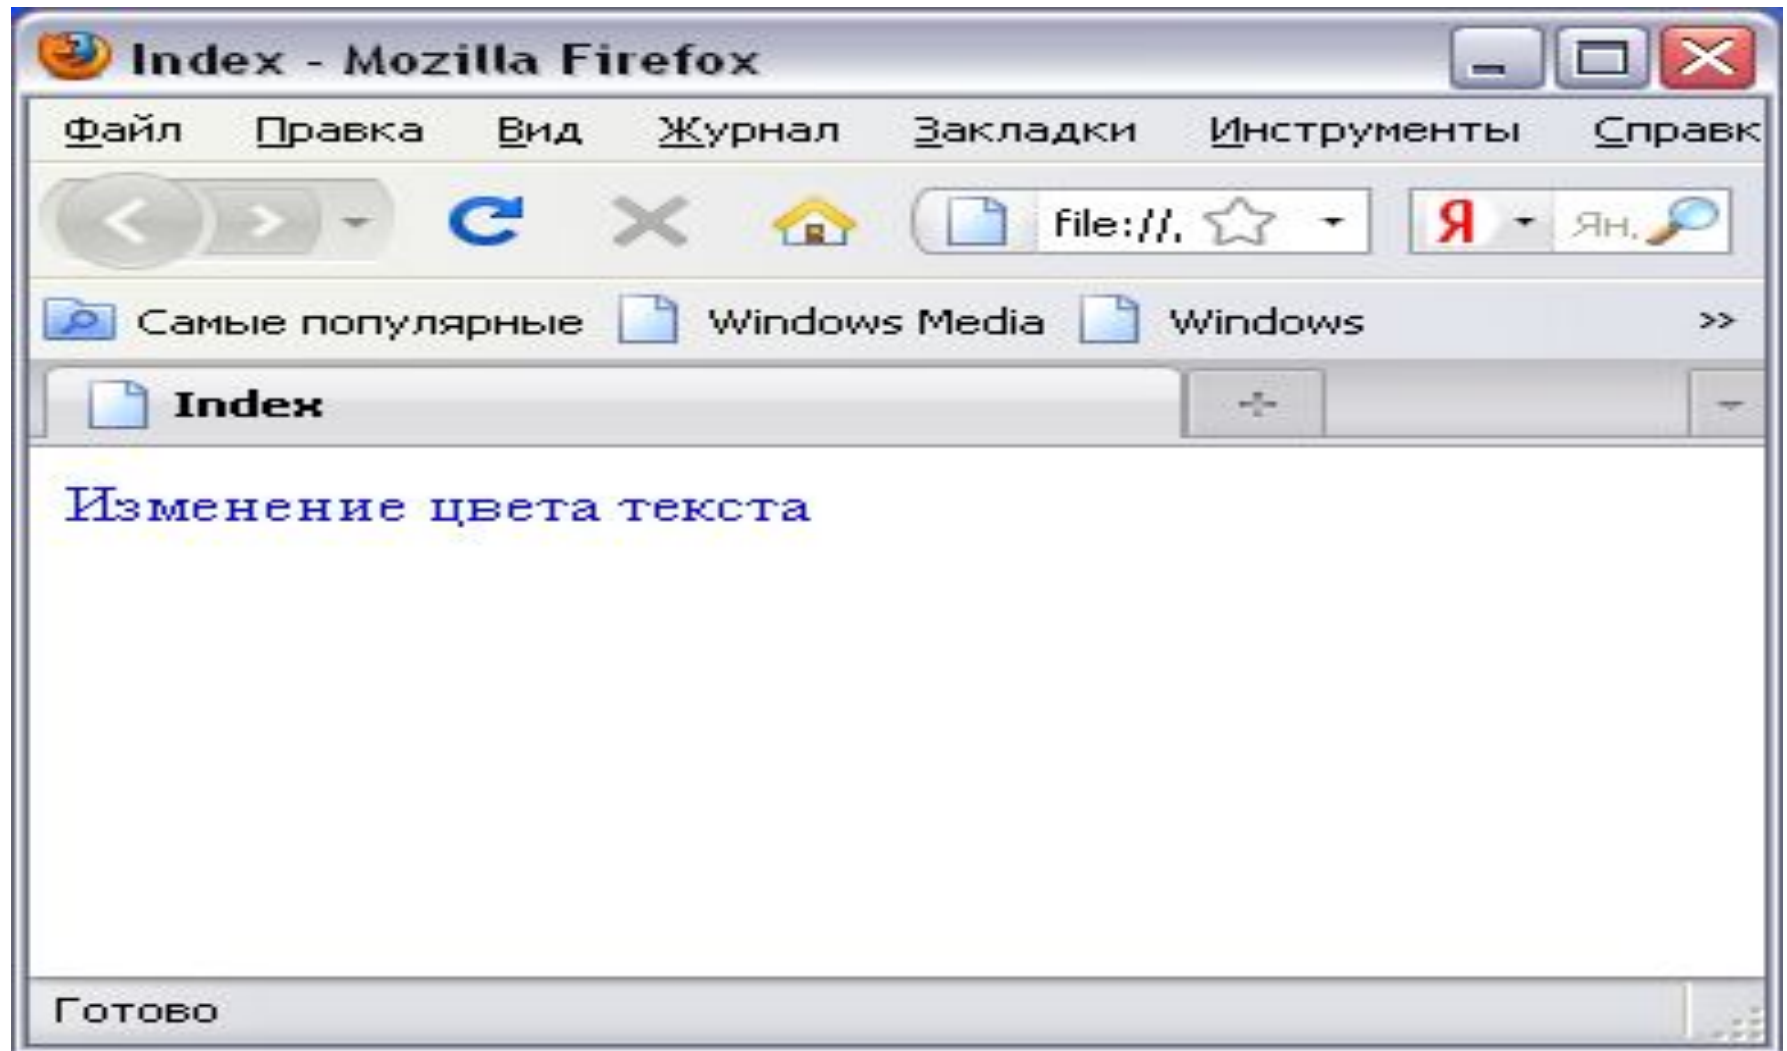 Index - Mozilla Firefox
Файл Правка Вид Журнал Закладки Инструменты Справк
file://, Я Ян.
Самые популярные Windows Media Windows »
Index
Изменение цвета текста
Готово